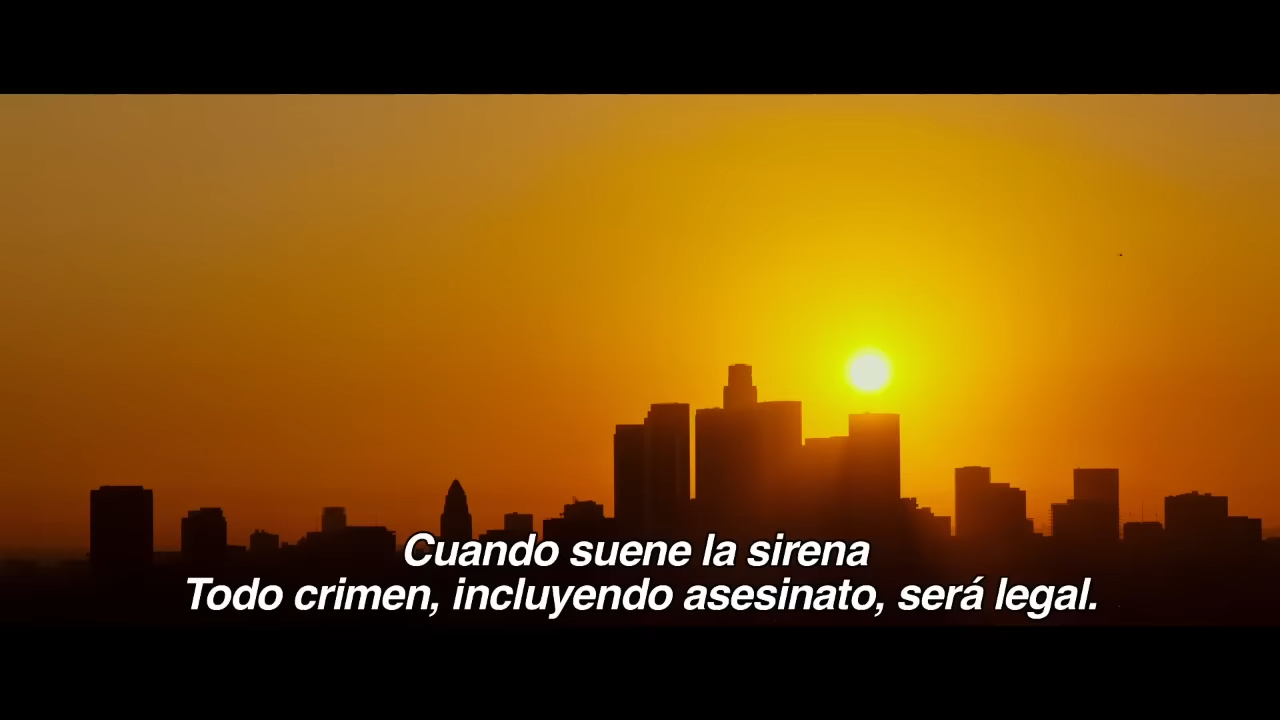 Cuando suene la sirena
Todo crimen, incluyendo asesinato, será legal.